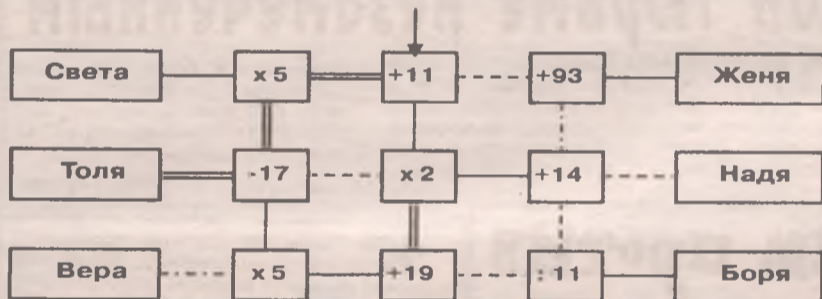 Света x 5 +11 +93 Женя
Толя -17 x 2 +14 Надя
Вера x 5 +19 : 11 Боря